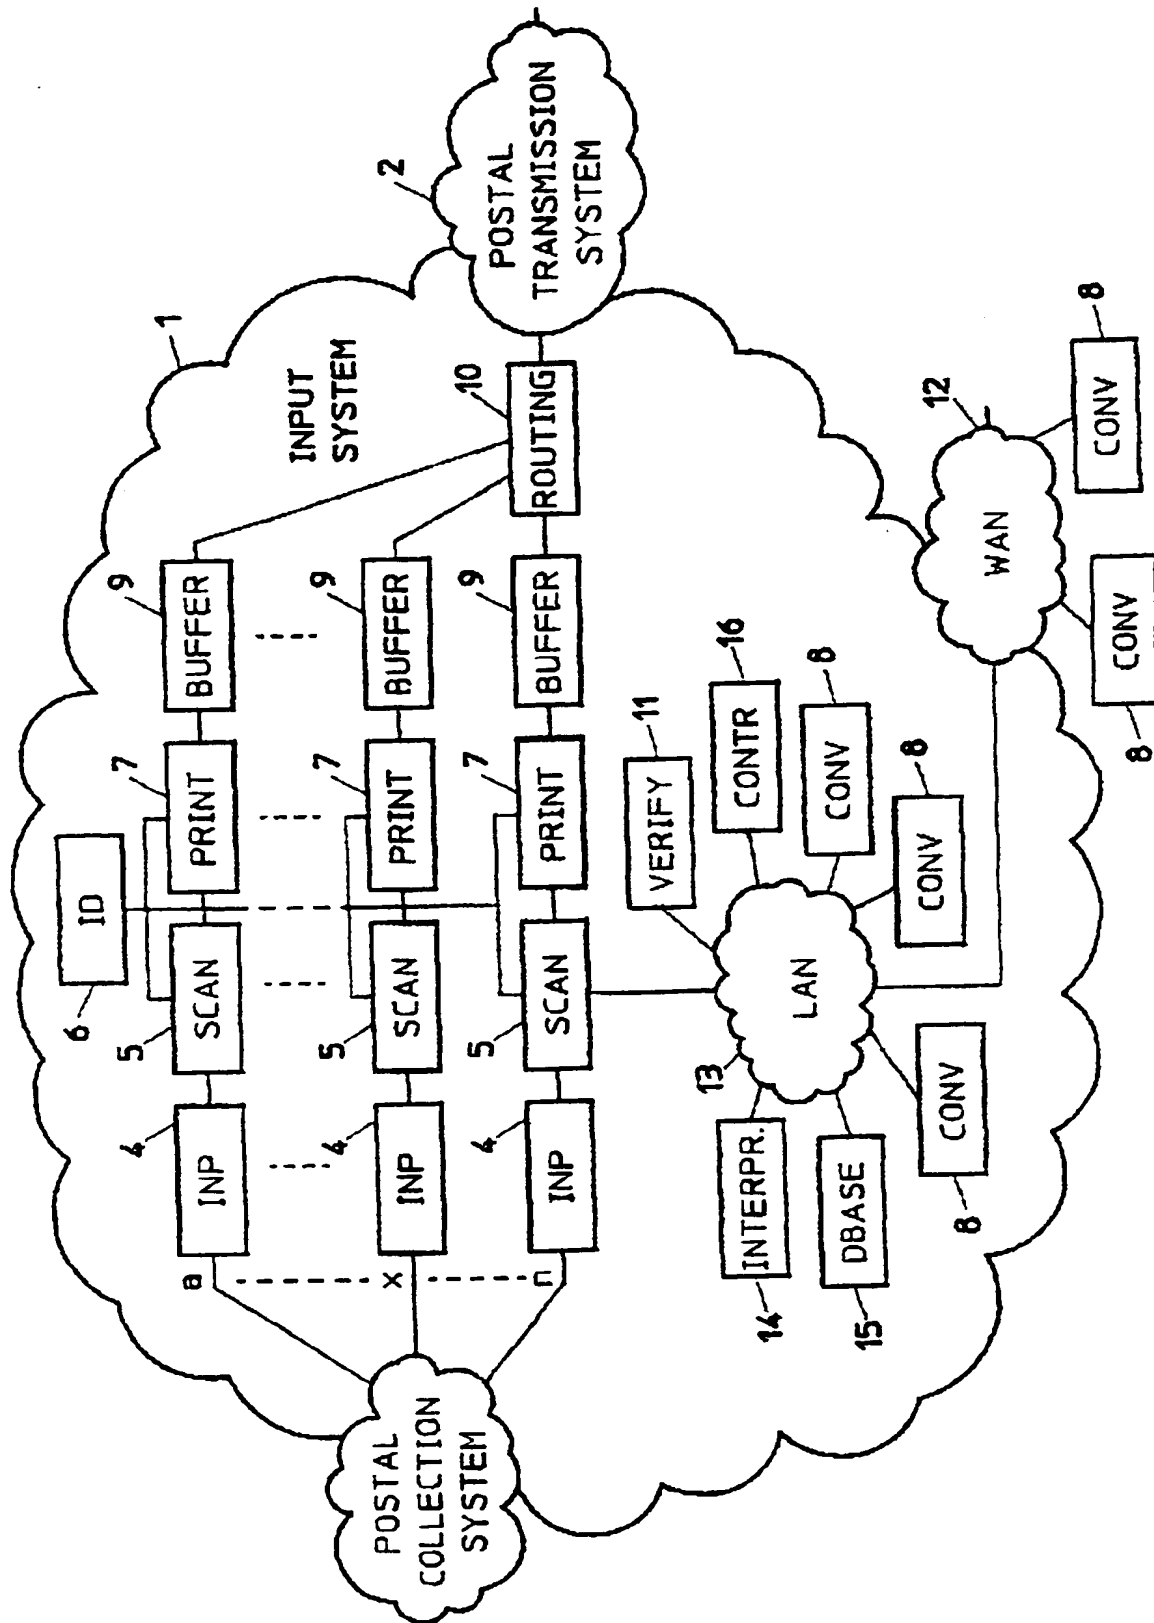 1
INPUT
SYSTEM
2
POSTAL
TRANSMISSION
SYSTEM
POSTAL
COLLECTION
SYSTEM
6
ID
a
4
INP
5
SCAN
7
PRINT
9
BUFFER
x
4
INP
5
SCAN
7
PRINT
9
BUFFER
10
ROUTING
n
4
INP
5
SCAN
7
PRINT
9
BUFFER
11
VERIFY
16
CONTR
8
CONV
8
CONV
13
LAN
14
INTERPR.
15
DBASE
8
CONV
12
WAN
8
CONV
8
CONV